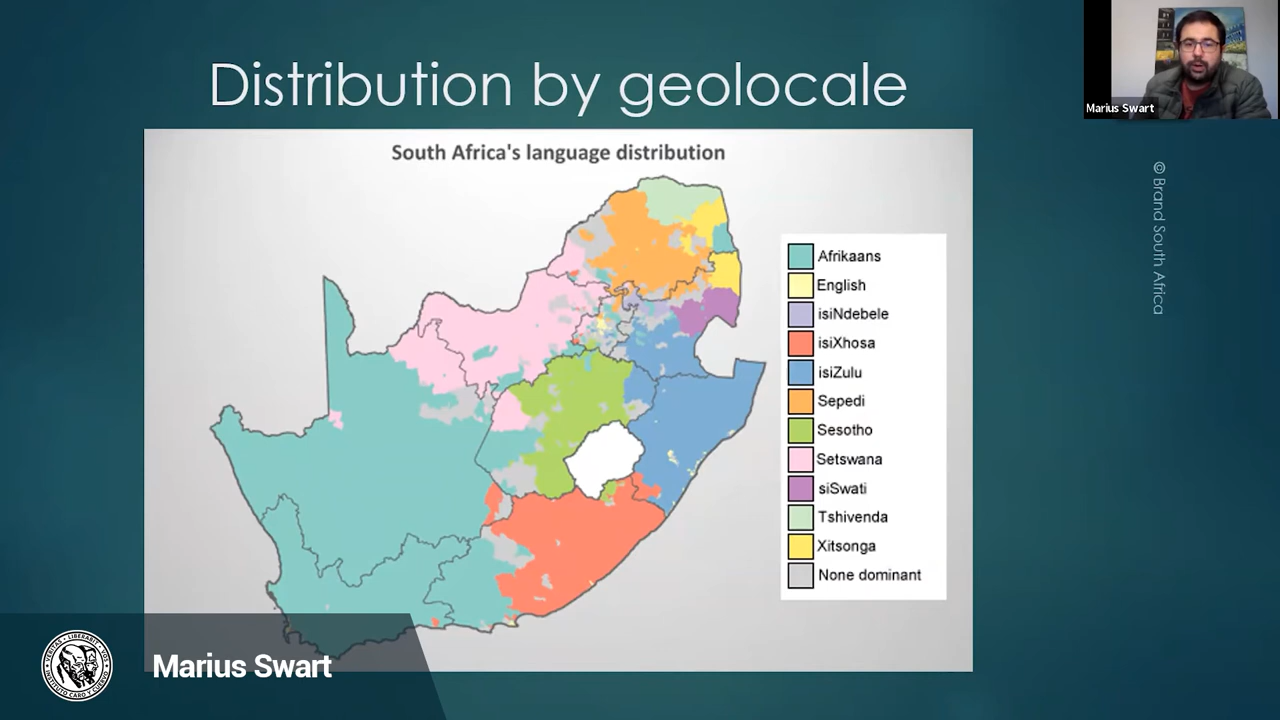 Distribution by geolocale
Marius Swart
South Africa's language distribution
© Brand South Africa
Afrikaans
English
isiNdebele
isiXhosa
isiZulu
Sepedi
Sesotho
Setswana
siSwati
Tshivenda
Xitsonga
None dominant
Marius Swart